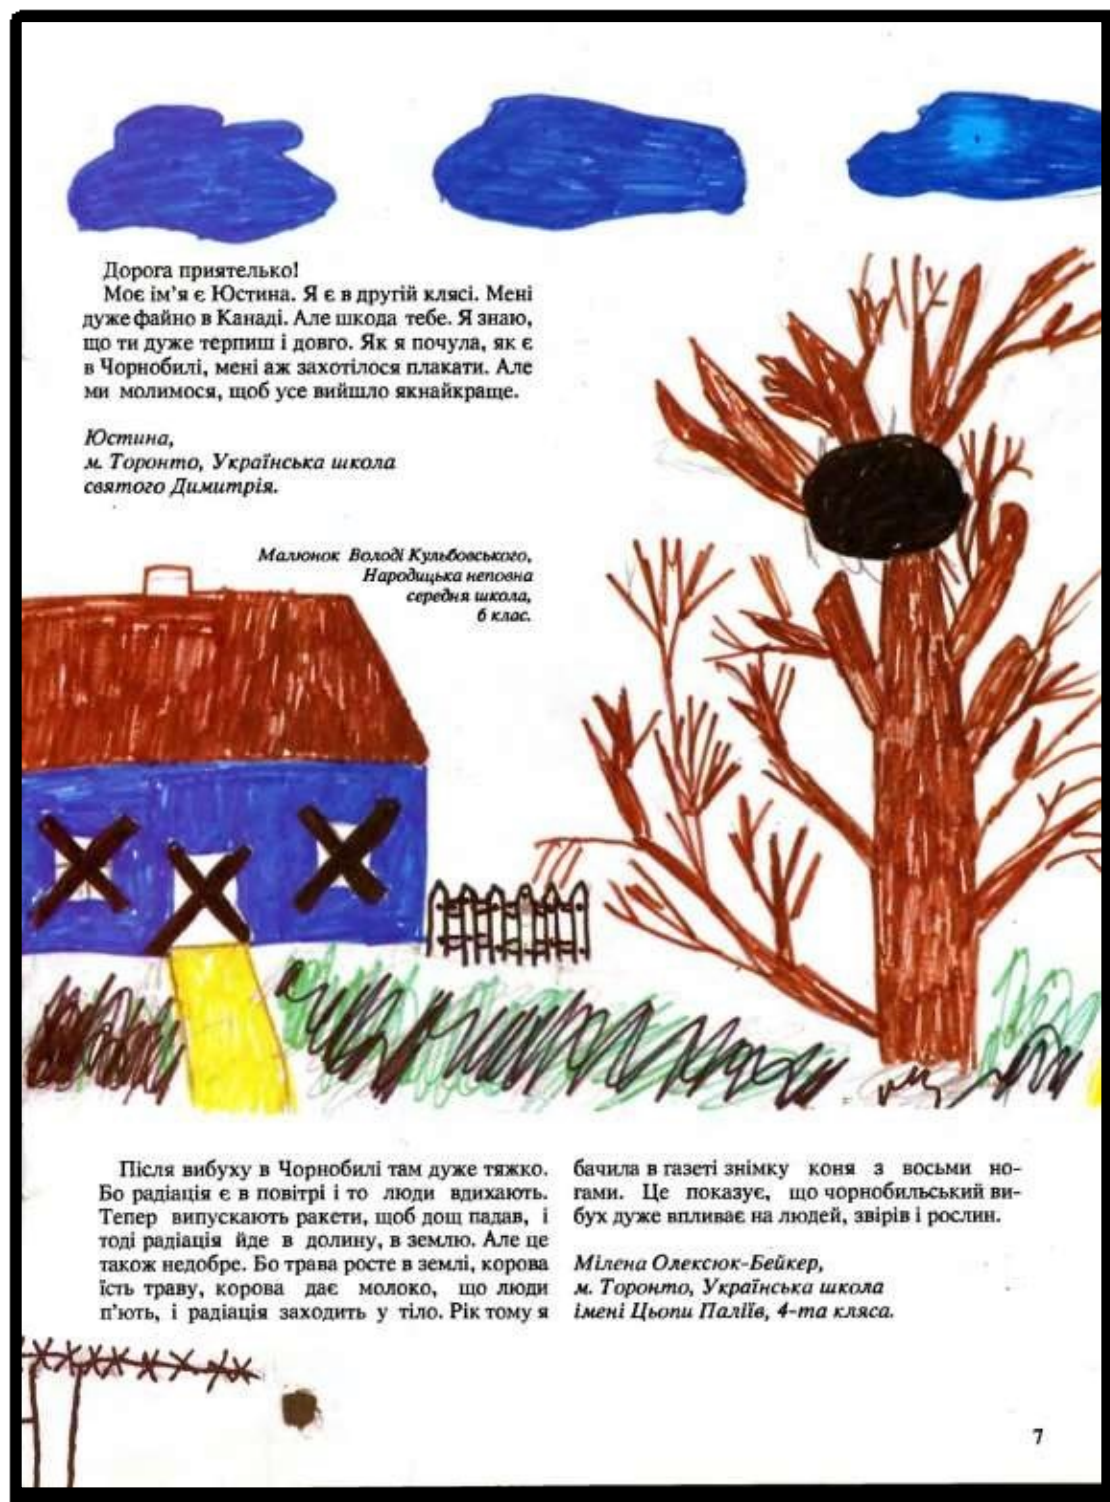 Дорога приятелько!
Моє ім’я є Юстина. Я є в другій клясі. Мені
дуже файно в Канаді. Але шкода тебе. Я знаю,
що ти дуже терпиш і довго. Як я почула, як є
в Чорнобилі, мені аж захотілося плакати. Але
ми молимося, щоб усе вийшло якнайкраще.
Юстина,
м. Торонто, Українська школа
святого Димитрія.
Малюнок Володі Кульбовського,
Народицька неповна
середня школа,
6 клас.
Після вибуху в Чорнобилі там дуже тяжко.
Бо радіація є в повітрі і то люди вдихають.
Тепер випускають ракети, щоб дощ падав, і
тоді радіація йде в долину, в землю. Але це
також недобре. Бо трава росте в землі, корова
їсть траву, корова дає молоко, що люди
п’ють, і радіація заходить у тіло. Рік тому я
бачила в газеті знімку коня з восьми но-
гами. Це показує, що чорнобильський ви-
бух дуже впливає на людей, звірів і рослин.
Мілена Олексюк-Бейкер,
м. Торонто, Українська школа
імені Цьопи Паліїв, 4-та кляса.
7